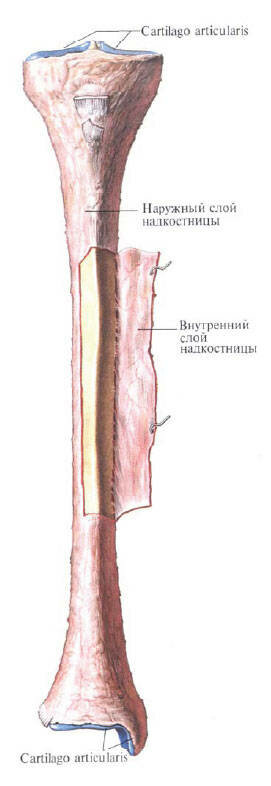 Cartilago articularis
Наружный слой
надкостницы
Внутренний
слой
надкостницы
Cartilago articularis